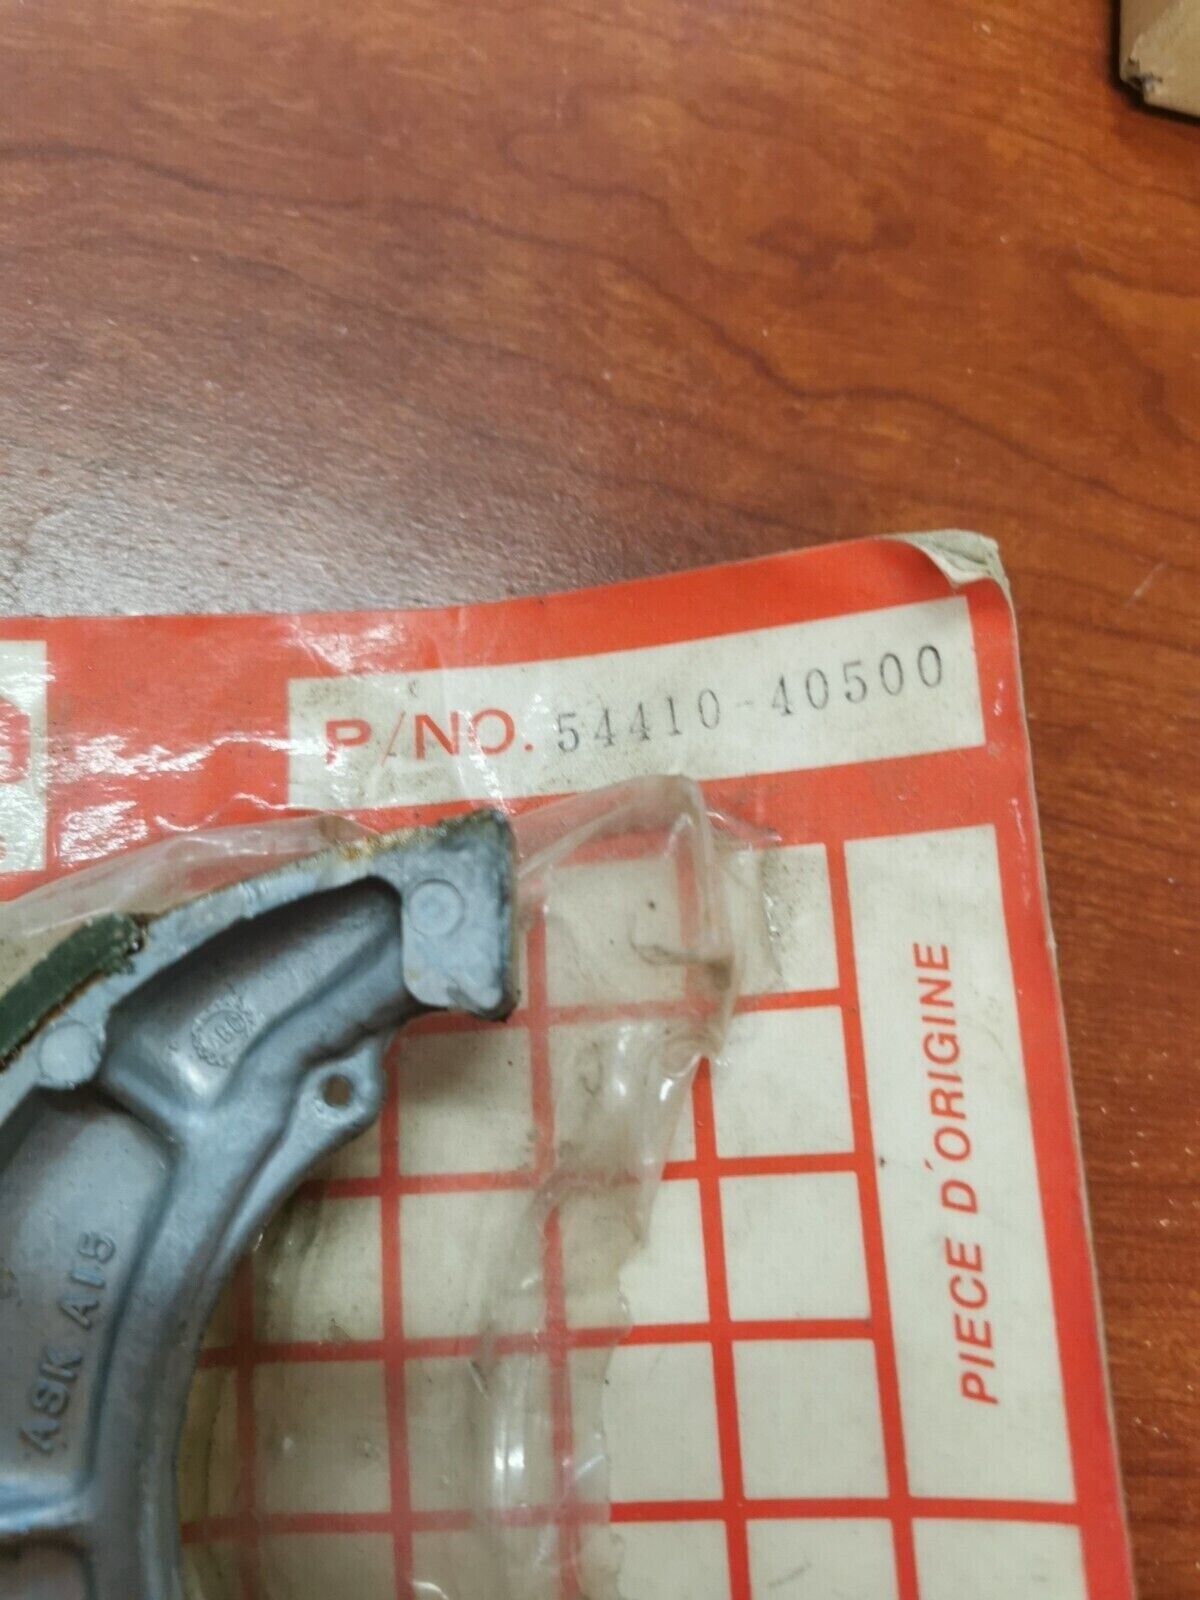 P/NO. 54410-40500
PIECE D'ORIGINE
ASK A15